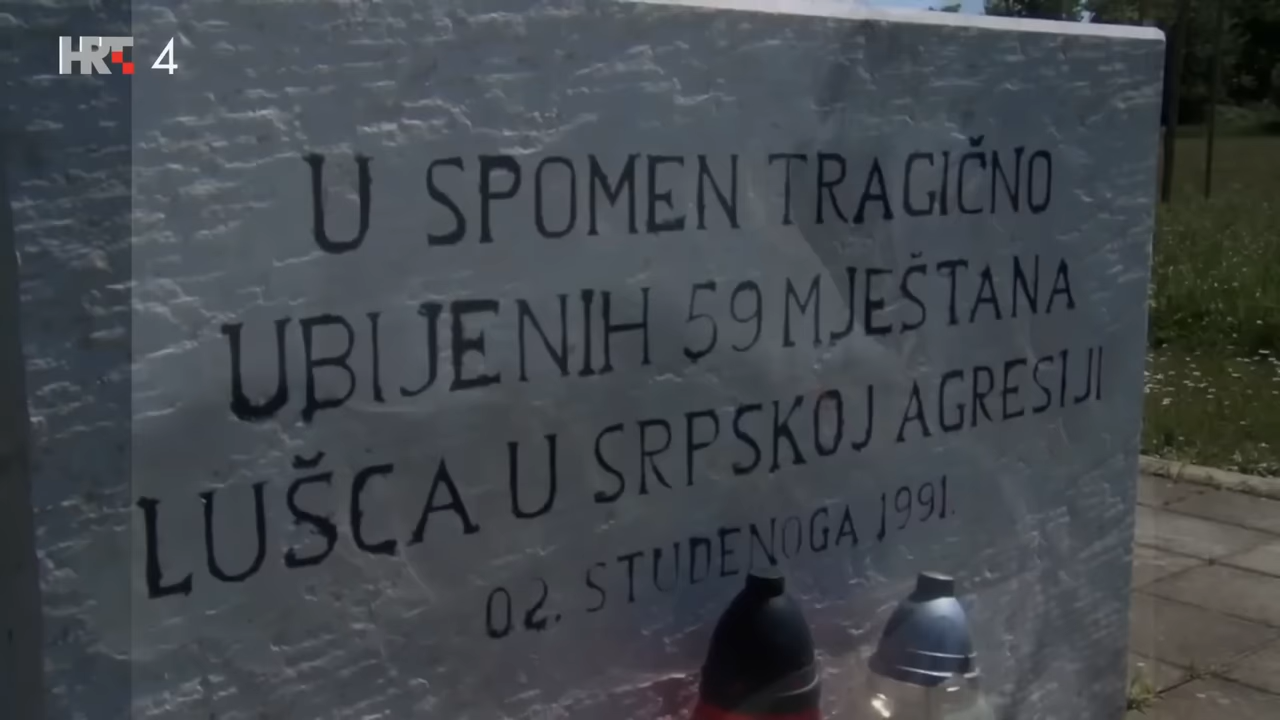 HRT 4
U SPOMEN TRAGIČNO
UBIJENIH 59 MJEŠTANA
LUŠCA U SRPSKOJ AGRESIJI
02. STUDENOGA 1991.